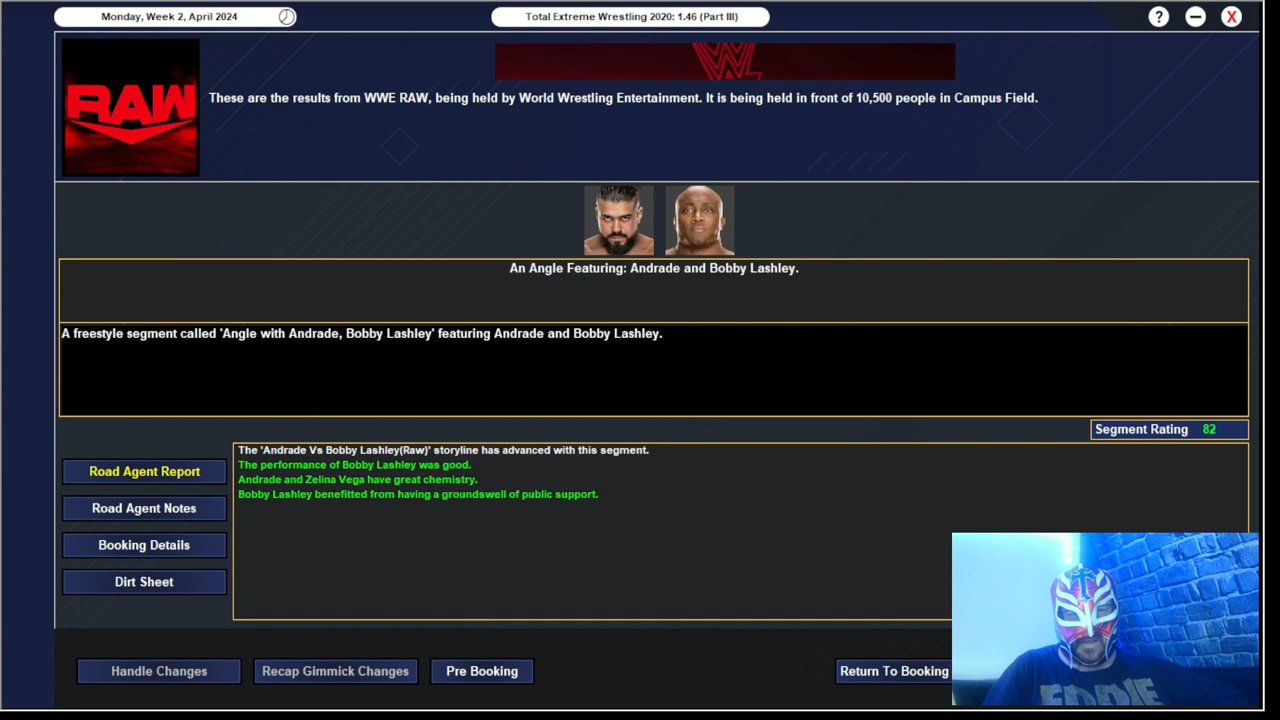 Monday, Week 2, April 2024
Total Extreme Wrestling 2020: 1.46 (Part III)
?
X
RAW
These are the results from WWE RAW, being held by World Wrestling Entertainment. It is being held in front of 10,500 people in Campus Field.
An Angle Featuring: Andrade and Bobby Lashley.
A freestyle segment called 'Angle with Andrade, Bobby Lashley' featuring Andrade and Bobby Lashley.
Segment Rating 82
The 'Andrade Vs Bobby Lashley(Raw)' storyline has advanced with this segment.
The performance of Bobby Lashley was good.
Andrade and Zelina Vega have great chemistry.
Bobby Lashley benefitted from having a groundswell of public support.
Road Agent Report
Road Agent Notes
Booking Details
Dirt Sheet
Handle Changes
Recap Gimmick Changes
Pre Booking
Return To Booking
EDDIE